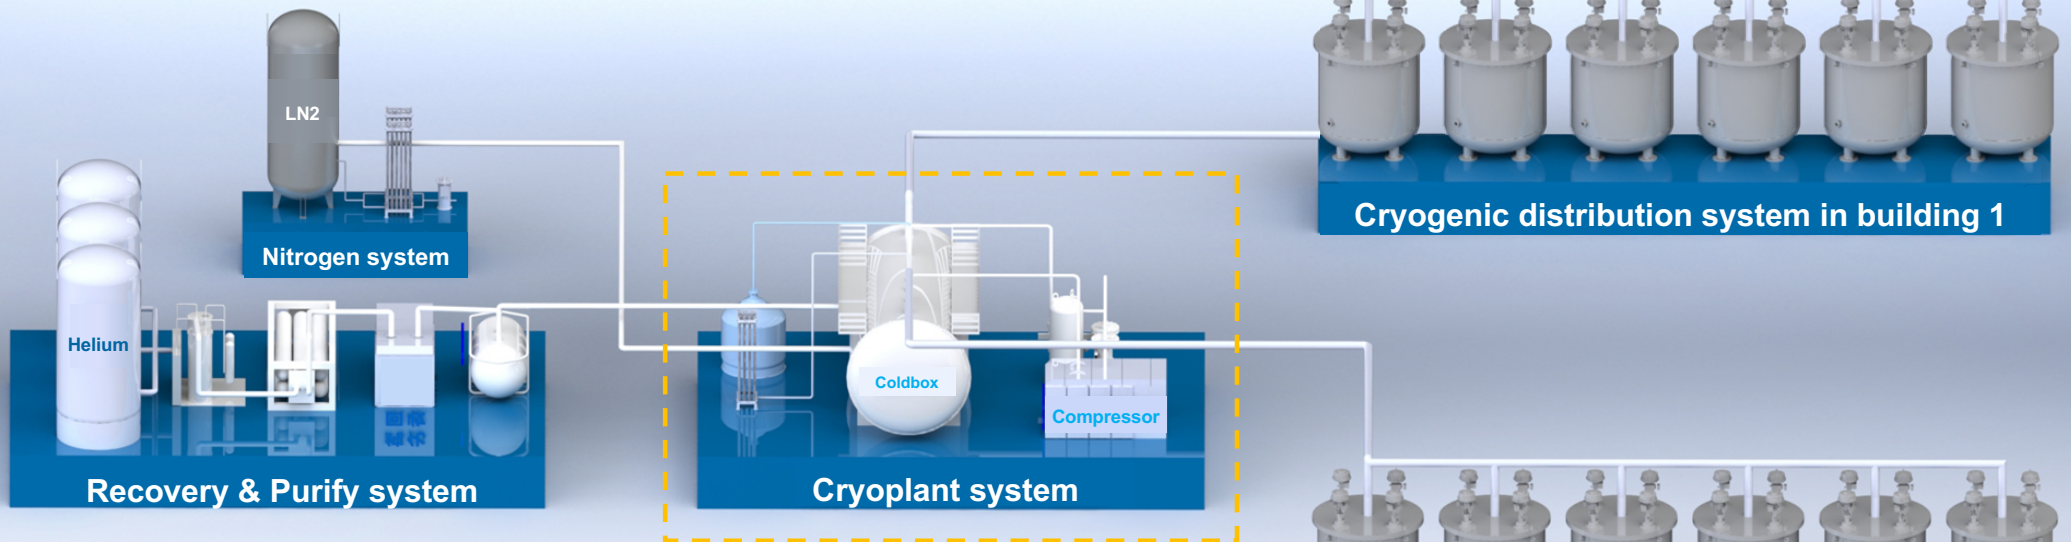 LN2
Nitrogen system
Cryogenic distribution system in building 1
Helium
Coldbox
Compressor
Recovery & Purify system
Cryoplant system